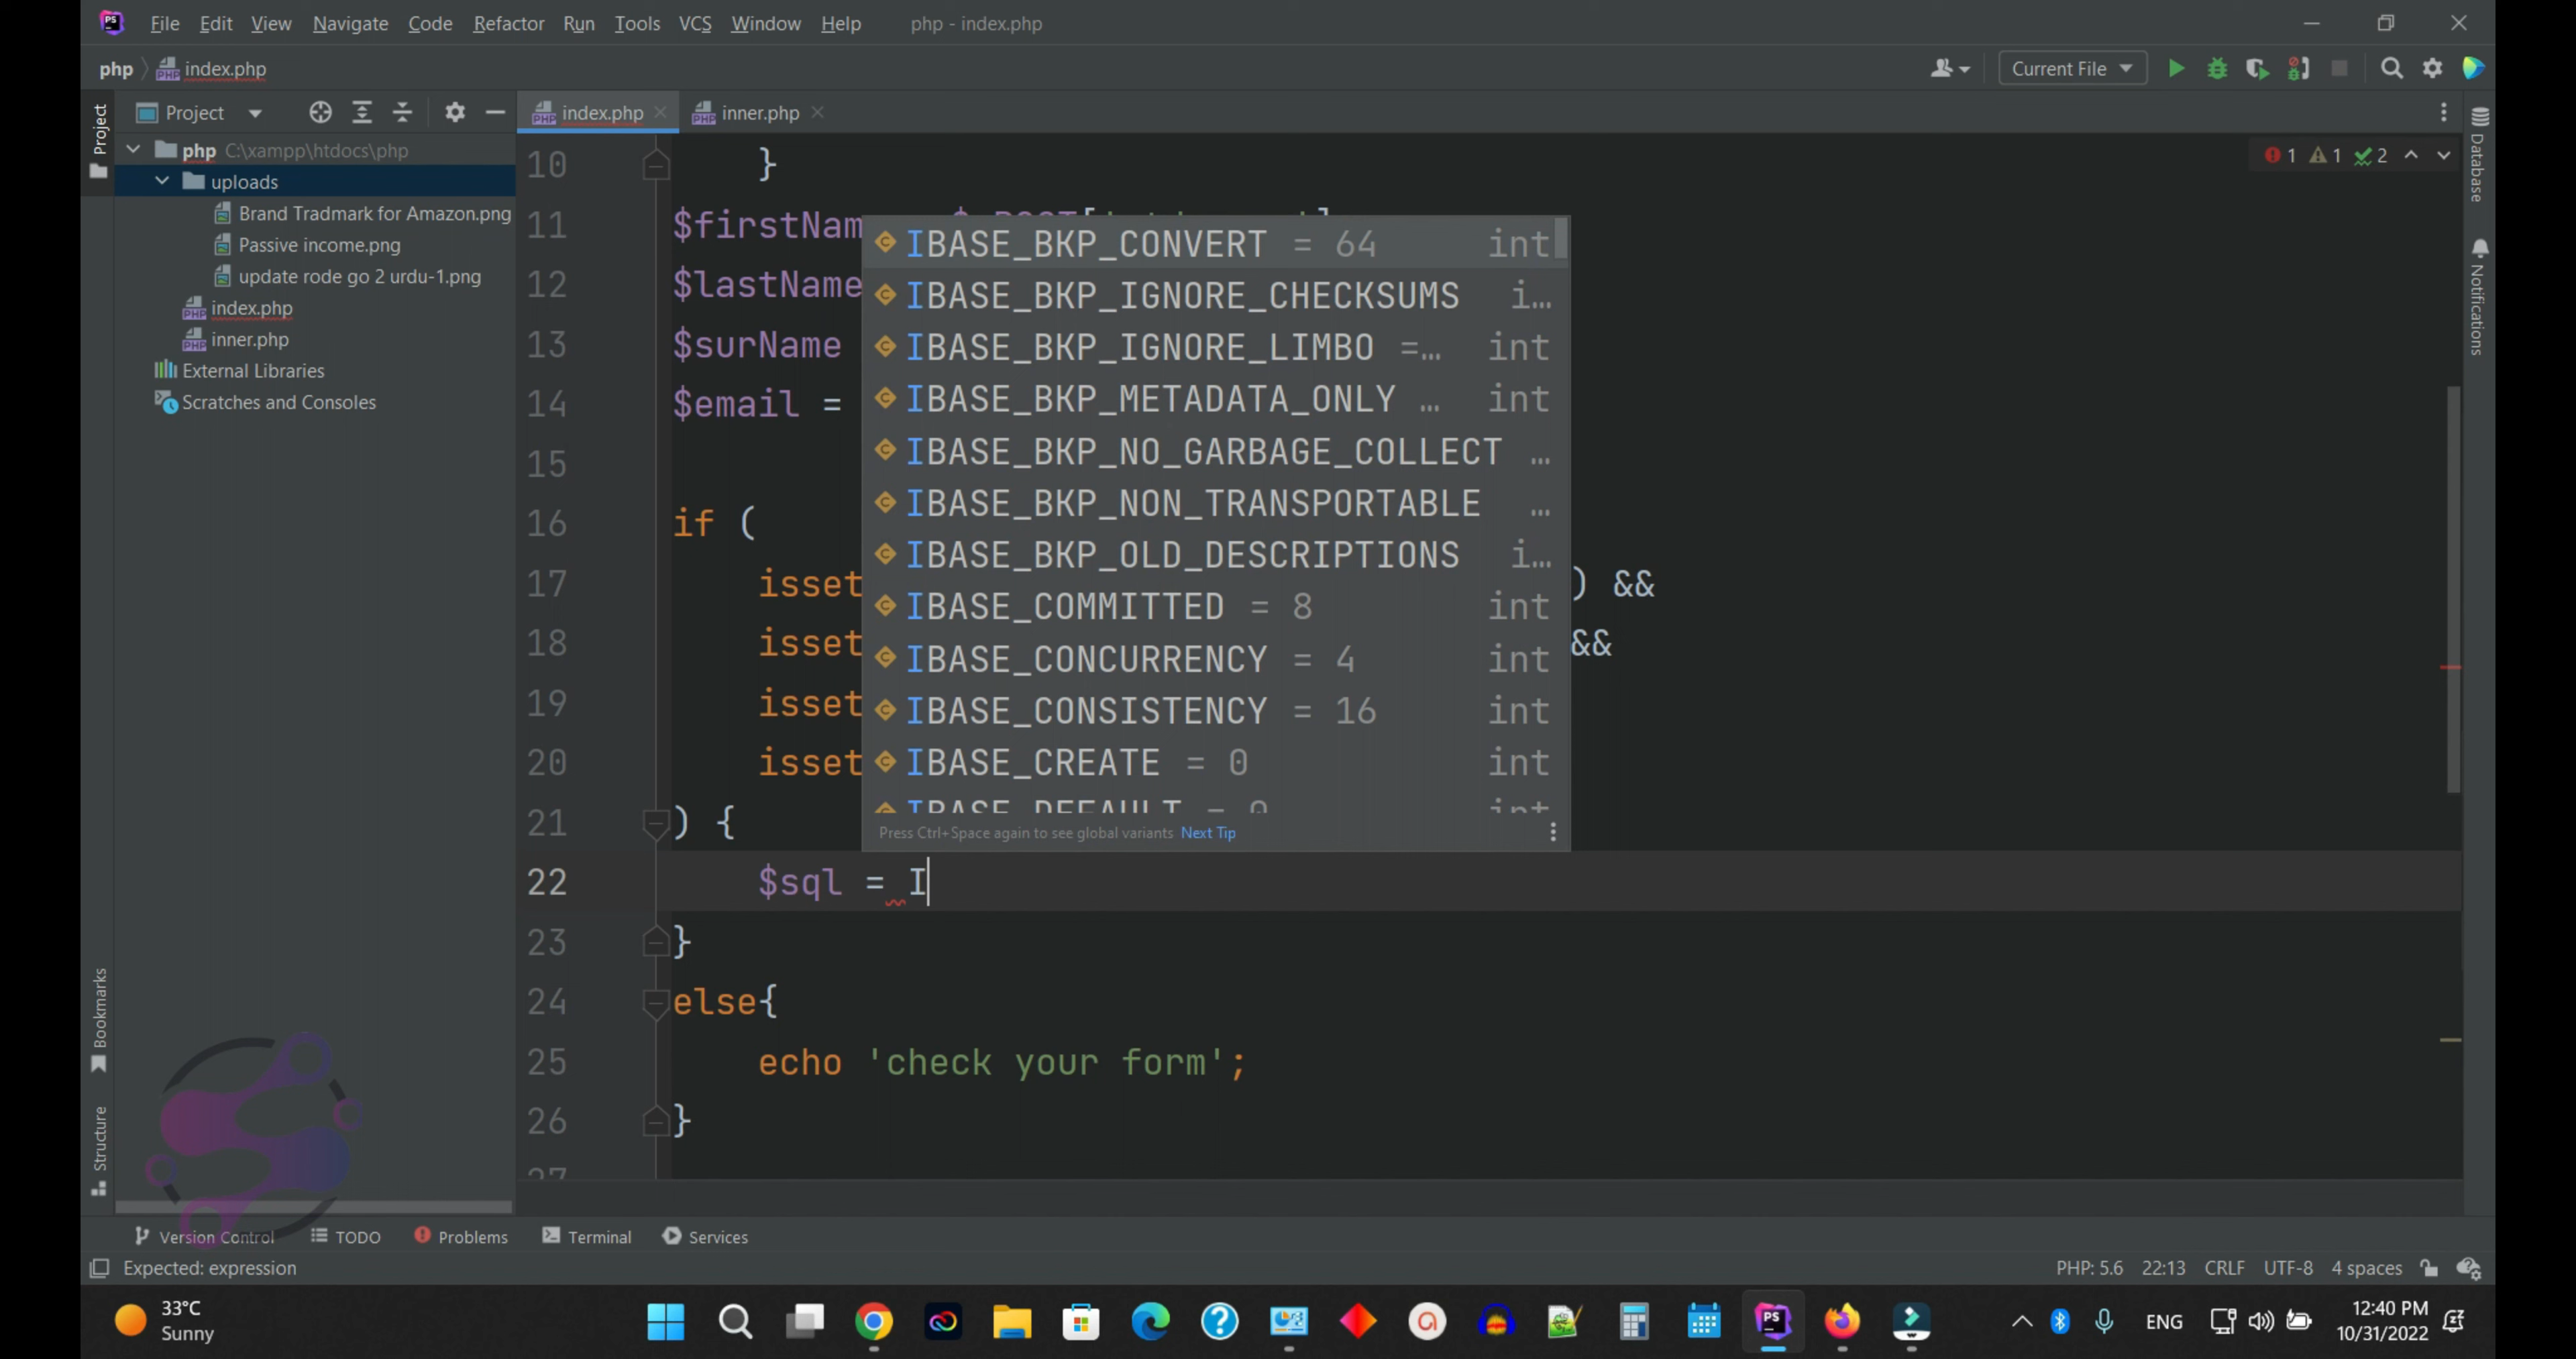 File Edit View Navigate Code Refactor Run Tools VCS Window Help php - index.php
php index.php Current File
Project index.php inner.php
Project
php C:\xampp\htdocs\php
uploads
Brand Tradmark for Amazon.png
Passive income.png
update rode go 2 urdu-1.png
index.php
inner.php
External Libraries
Scratches and Consoles
Bookmarks
Structure
1 1 2
10 }
11 $firstNam
12 $lastName
13 $surName
14 $email =
15
16 if (
17 isset ) &&
18 isset &&
19 isset
20 isset
21 ) {
22 $sql = I
23 }
24 else{
25 echo 'check your form';
26 }
27
IBASE_BKP_CONVERT = 64 int
IBASE_BKP_IGNORE_CHECKSUMS i…
IBASE_BKP_IGNORE_LIMBO =… int
IBASE_BKP_METADATA_ONLY … int
IBASE_BKP_NO_GARBAGE_COLLECT …
IBASE_BKP_NON_TRANSPORTABLE …
IBASE_BKP_OLD_DESCRIPTIONS i…
IBASE_COMMITTED = 8 int
IBASE_CONCURRENCY = 4 int
IBASE_CONSISTENCY = 16 int
IBASE_CREATE = 0 int
IBASE_DEFAULT = 0 int
Press Ctrl+Space again to see global variants Next Tip
Database
Notifications
Version Control TODO Problems Terminal Services
Expected: expression PHP: 5.6 22:13 CRLF UTF-8 4 spaces
33°C
Sunny
ENG
12:40 PM
10/31/2022